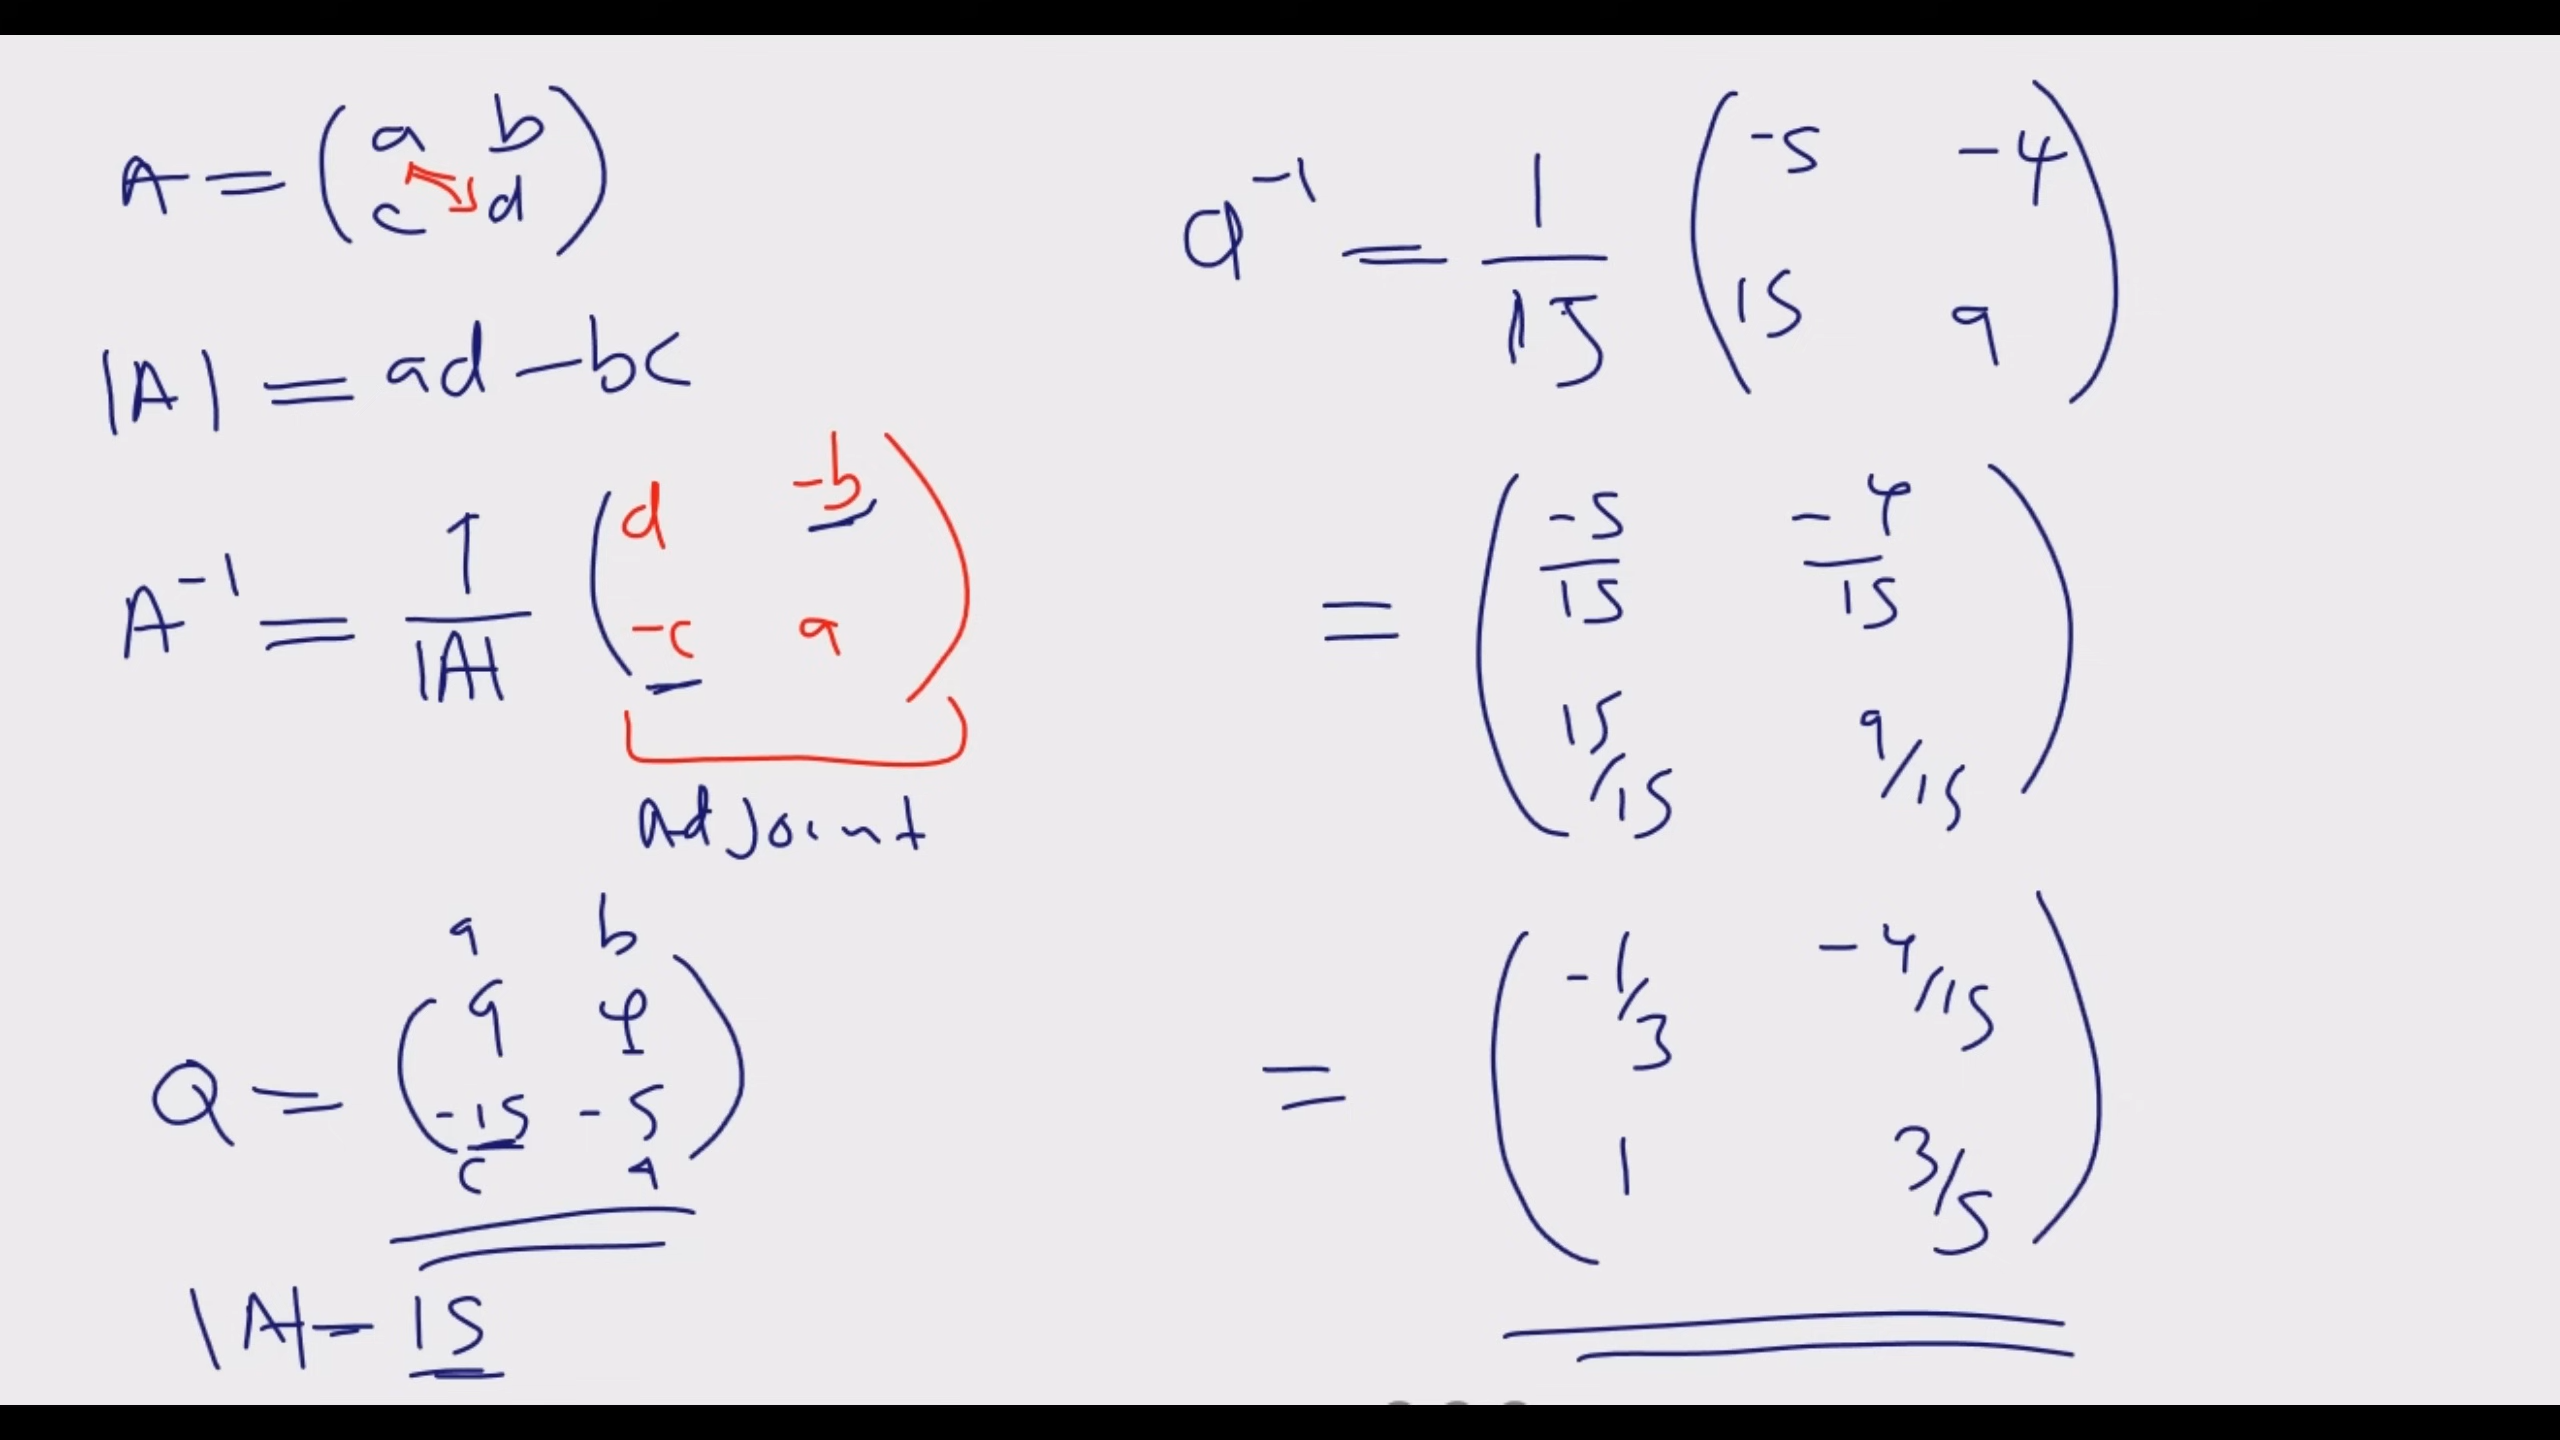 A = ( a b
c d )
|A| = ad - bc
A⁻¹ = 1/|A| ( d -b
-c a )
adjoint
a b
Q = ( 9 4
-15 -5 )
c d
|A| = 15
Q⁻¹ = 1/15 ( -5 -4
15 9 )
= ( -5/15 -4/15
15/15 9/15 )
= ( -1/3 -4/15
1 3/5 )